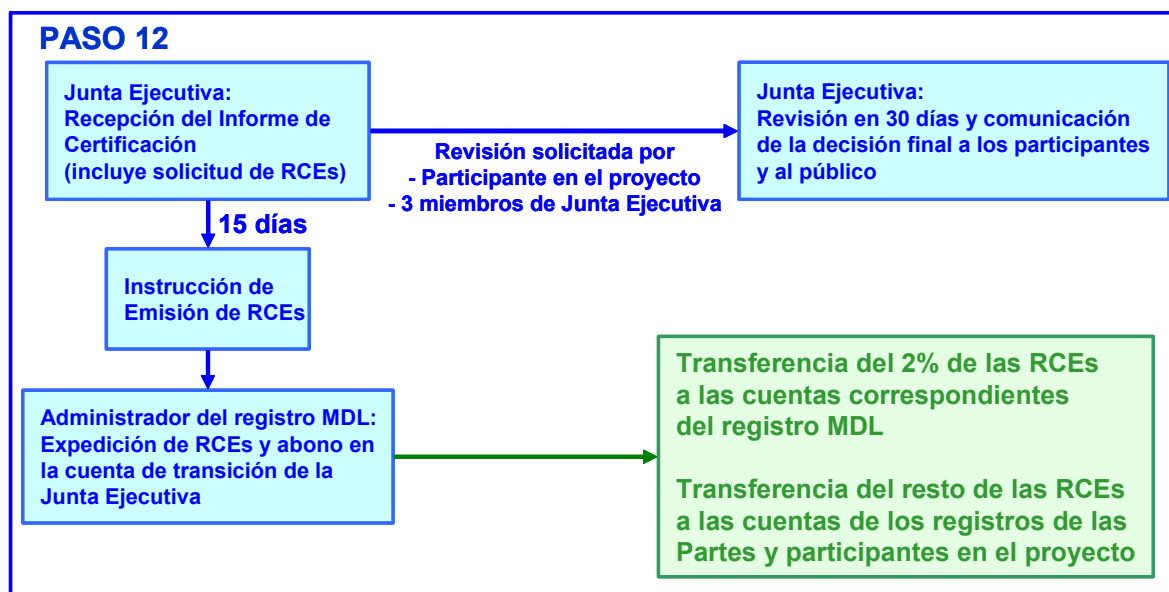 PASO 12
Junta Ejecutiva:
Recepción del Informe de
Certificación
(incluye solicitud de RCEs)
Revisión solicitada por
- Participante en el proyecto
- 3 miembros de Junta Ejecutiva
Junta Ejecutiva:
Revisión en 30 días y comunicación
de la decisión final a los participantes
y al público
15 días
Instrucción de
Emisión de RCEs
Administrador del registro MDL:
Expedición de RCEs y abono en
la cuenta de transición de la
Junta Ejecutiva
Transferencia del 2% de las RCEs
a las cuentas correspondientes
del registro MDL
Transferencia del resto de las RCEs
a las cuentas de los registros de las
Partes y participantes en el proyecto